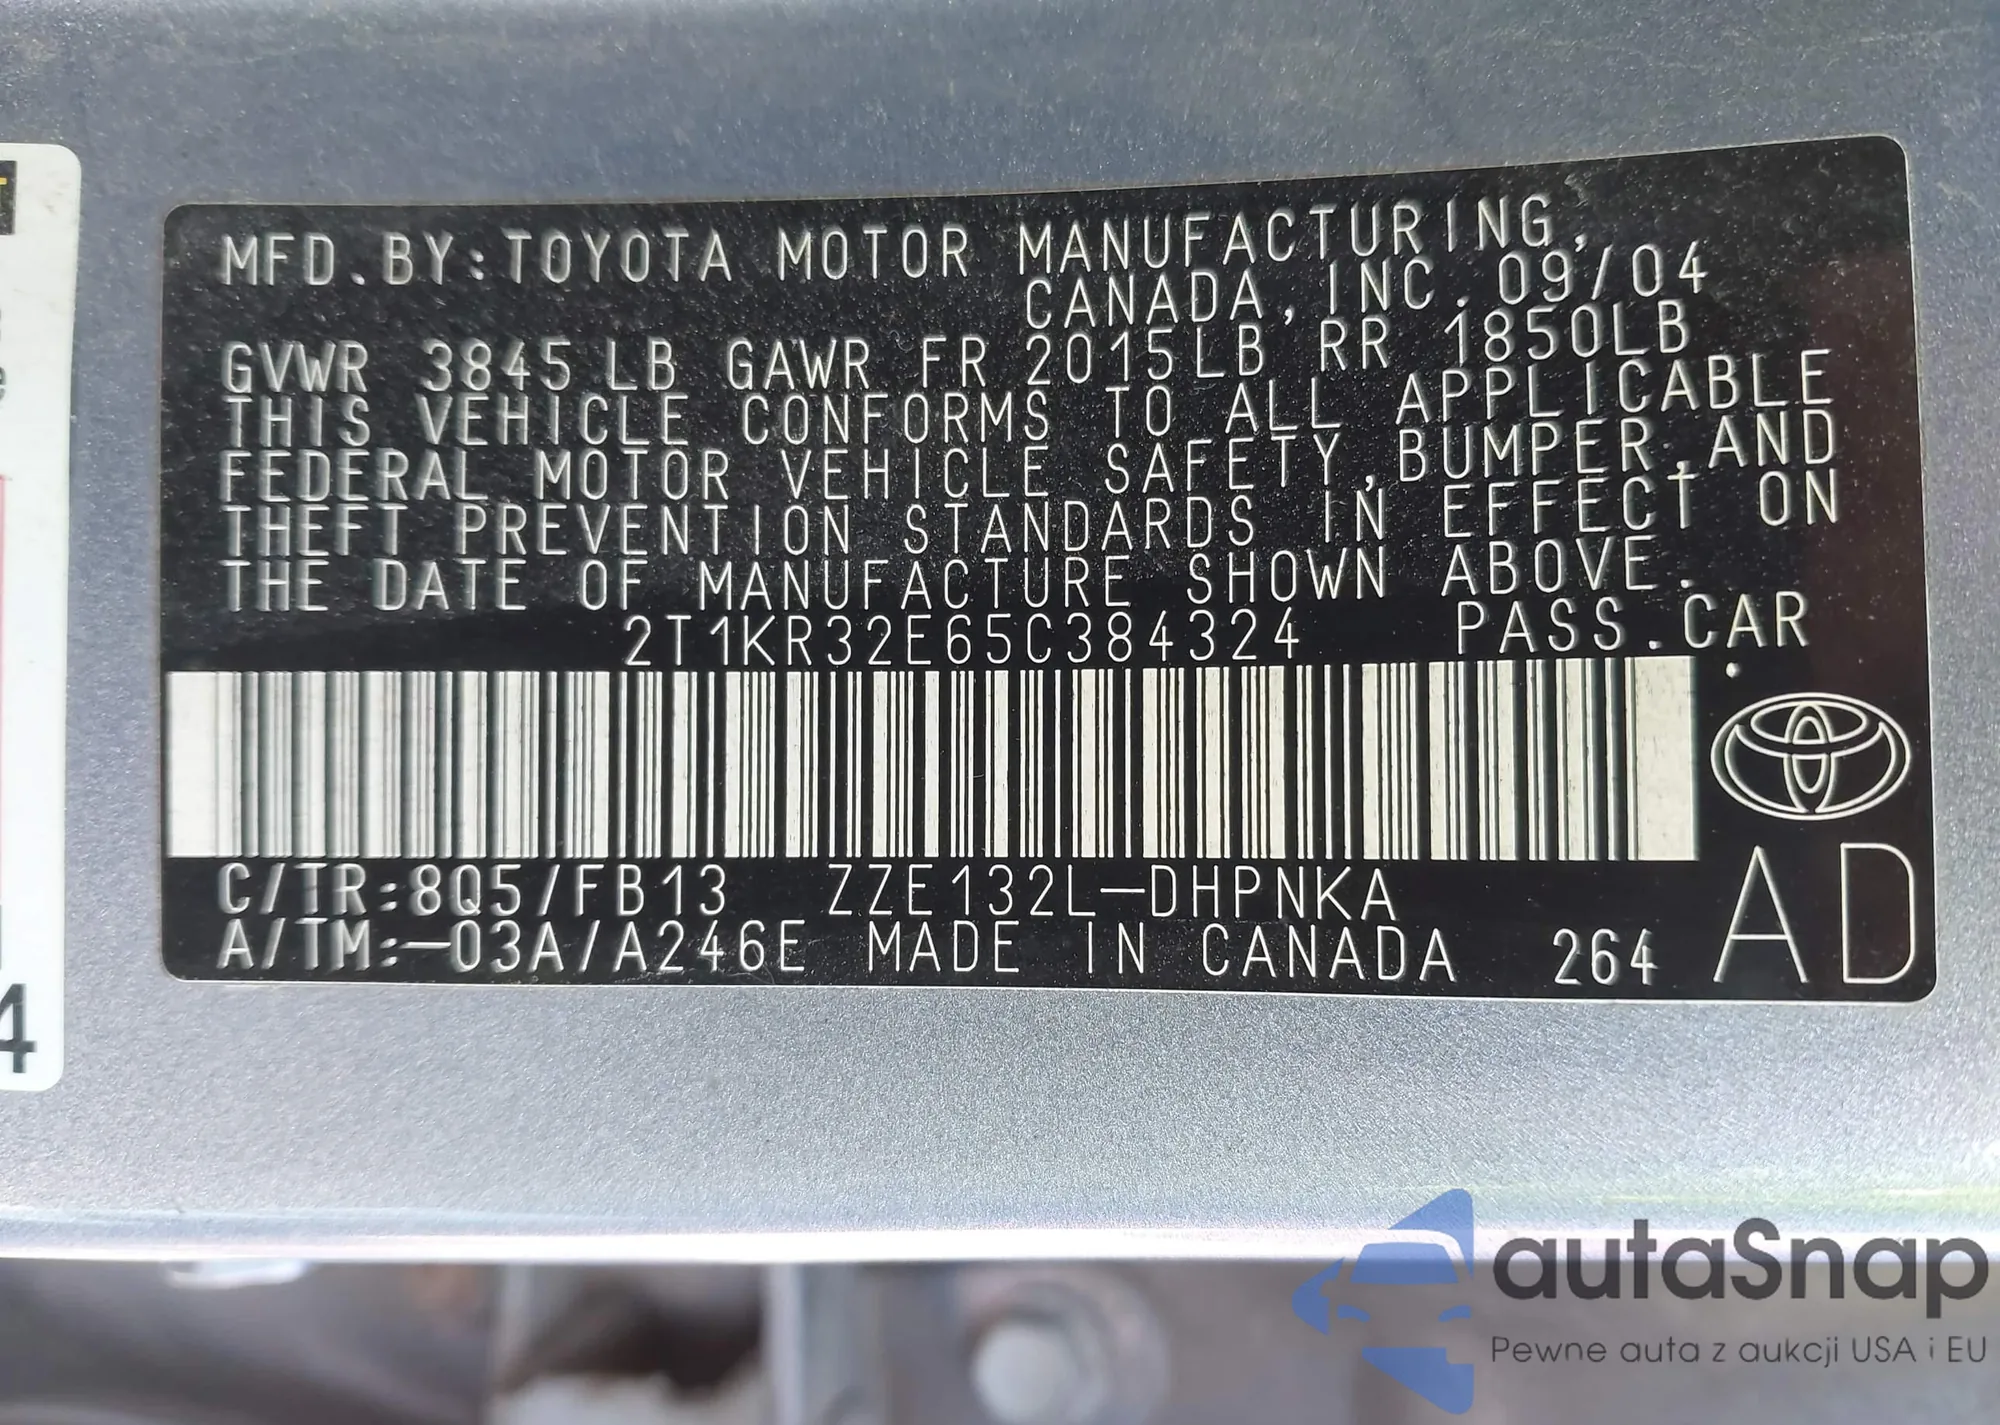 MFD.BY:TOYOTA MOTOR MANUFACTURING,
CANADA, INC. 09/04
GVWR 3845LB GAWR FR 2015LB RR 1850LB
THIS VEHICLE CONFORMS TO ALL APPLICABLE
FEDERAL MOTOR VEHICLE SAFETY,BUMPER,AND
THEFT PREVENTION STANDARDS IN EFFECT ON
THE DATE OF MANUFACTURE SHOWN ABOVE.
2T1KR32E65C384324 PASS.CAR
C/TR:8Q5/FB13 ZZE132L-DHPNKA
A/TM:-03A/A246E MADE IN CANADA 264
AD
4
autaSnap
Pewne auta z aukcji USA i EU